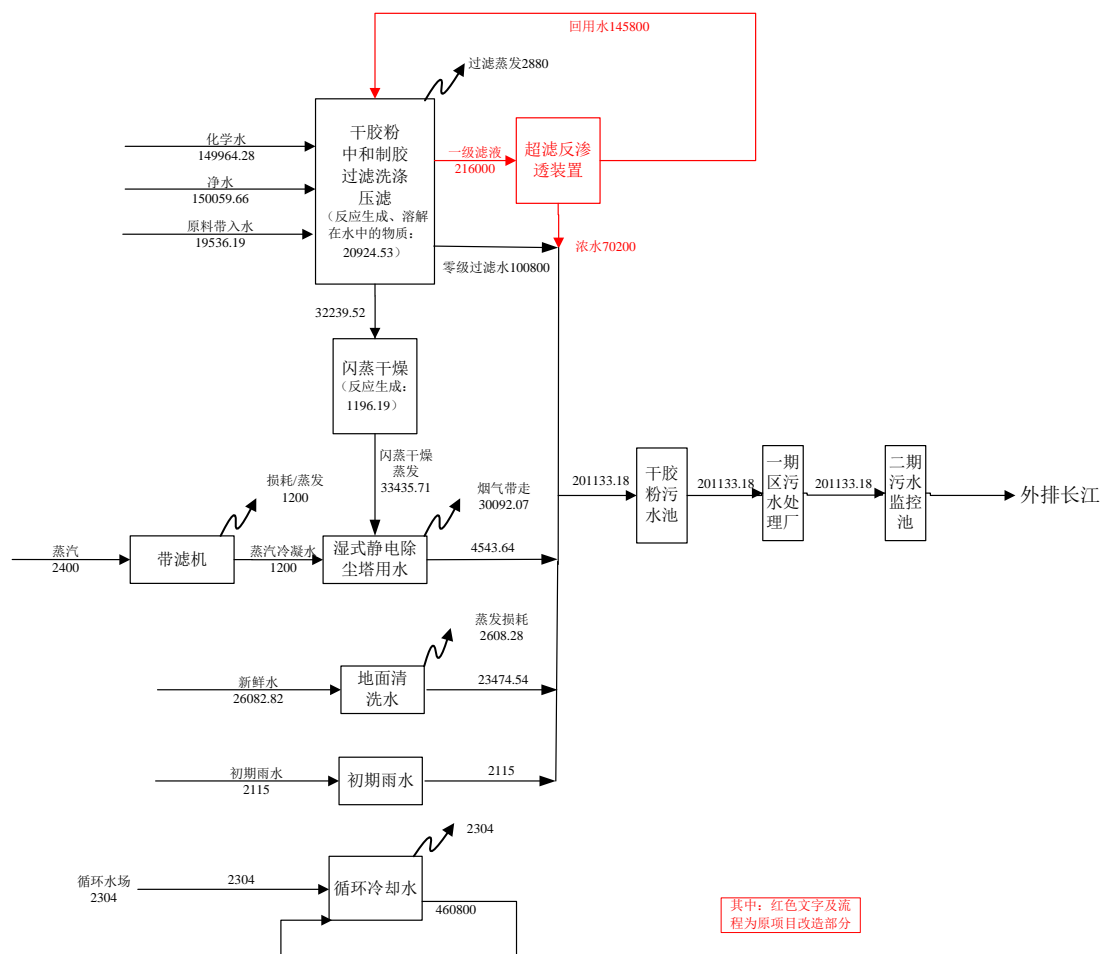 回用水145800
过滤蒸发2880
化学水
149964.28
净水
150059.66
原料带入水
19536.19
干胶粉
中和制胶
过滤洗涤
压滤
（反应生成、溶解
在水中的物质：
20924.53）
一级滤液
216000
超滤反渗
透装置
浓水70200
零级过滤水100800
32239.52
闪蒸干燥
（反应生成：
1196.19）
闪蒸干燥
蒸发
33435.71
损耗/蒸发
1200
烟气带走
30092.07
蒸汽
2400
带滤机
蒸汽冷凝水
1200
湿式静电除
尘塔用水
4543.64
201133.18
干胶
粉污
水池
201133.18
一期
区污
水处
理厂
201133.18
二期
污水
监控
池
外排长江
蒸发损耗
2608.28
新鲜水
26082.82
地面清
洗水
23474.54
初期雨水
2115
初期雨水
2115
2304
循环水场
2304
2304
循环冷却水
460800
其中：红色文字及流
程为原项目改造部分